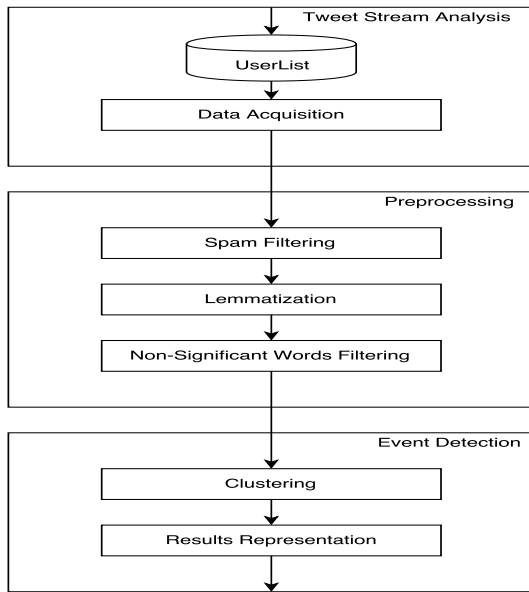 Tweet Stream Analysis
UserList
Data Acquisition
Preprocessing
Spam Filtering
Lemmatization
Non-Significant Words Filtering
Event Detection
Clustering
Results Representation